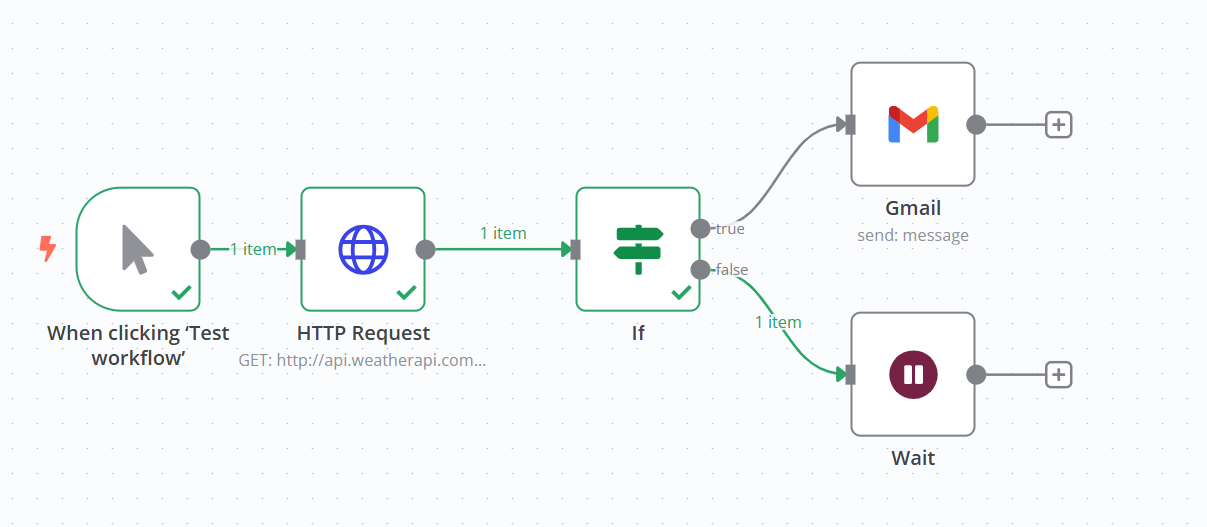 1 item
1 item
true
false
1 item
When clicking ‘Test
workflow’
HTTP Request
GET: http://api.weatherapi.com...
If
Gmail
send: message
Wait